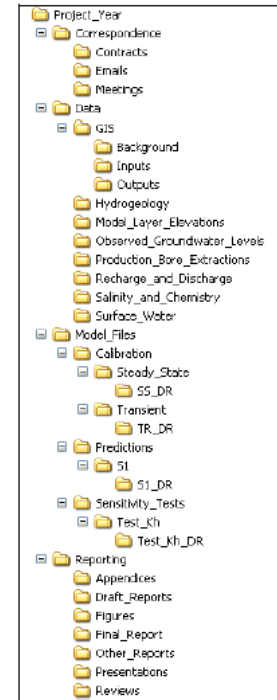 Project_Year
Correspondence
Contracts
Emails
Meetings
Data
GIS
Background
Inputs
Outputs
Hydrogeology
Model_Layer_Elevations
Observed_Groundwater_Levels
Production_Bore_Extractions
Recharge_and_Discharge
Salinity_and_Chemistry
Surface_Water
Model_Files
Calibration
Steady_State
SS_DR
Transient
TR_DR
Predictions
S1
S1_DR
Sensitivity_Tests
Test_Kh
Test_Kh_DR
Reporting
Appendices
Draft_Reports
Figures
Final_Report
Other_Reports
Presentations
Reviews